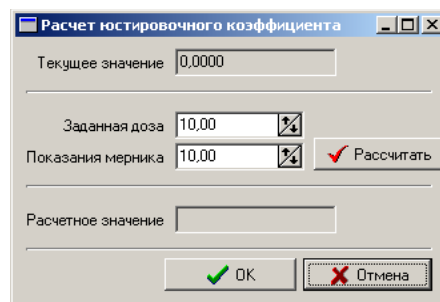 Расчет юстировочного коэффициента
Текущее значение 0,0000
Заданная доза 10,00
Показания мерника 10,00 Рассчитать
Расчетное значение
OK Отмена